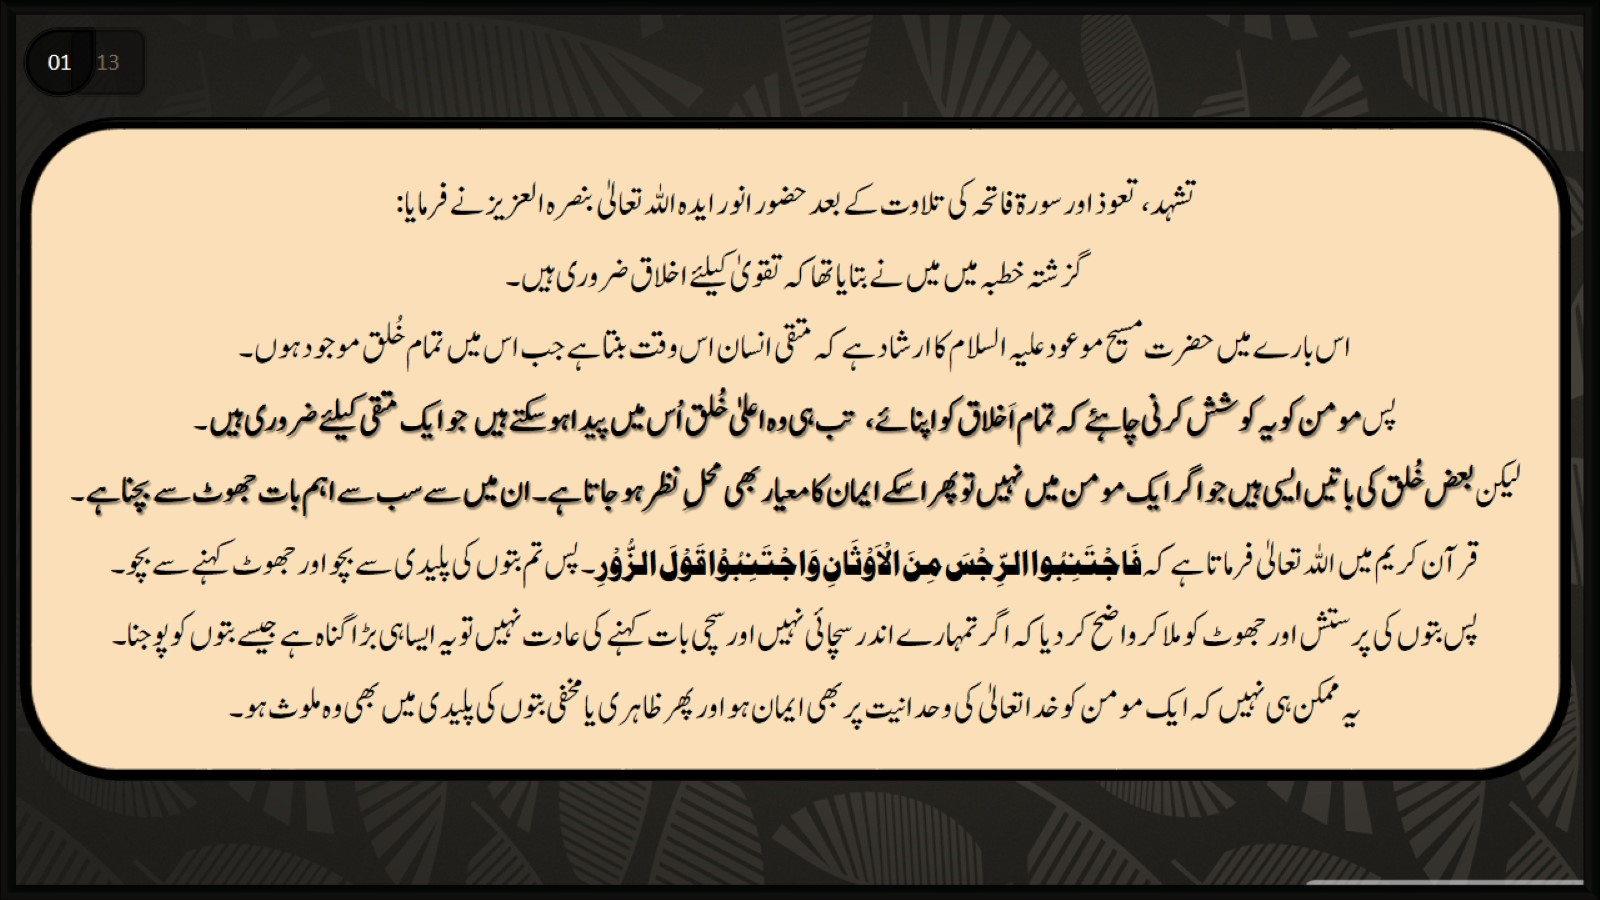 01 13
تشہد، تعوذ اور سورۃ فاتحہ کی تلاوت کے بعد حضور انور ایدہ اللہ تعالیٰ بنصرہ العزیز نے فرمایا:
گزشتہ خطبہ میں میں نے بتایا تھا کہ تقویٰ کیلئے اخلاق ضروری ہیں۔
اس بارے میں حضرت مسیح موعود علیہ السلام کا ارشاد ہے کہ متقی انسان اس وقت بنتا ہے جب اس میں تمام خُلق موجود ہوں۔
پس مومن کو یہ کوشش کرنی چاہئے کہ تمام اَخلاق کو اپنائے، تب ہی وہ اعلیٰ خُلق اُس میں پیدا ہوسکتے ہیں جو ایک متقی کیلئے ضروری ہیں۔
لیکن بعض خُلق کی باتیں ایسی ہیں جو اگر ایک مومن میں نہیں تو پھر اسکے ایمان کا معیار بھی محلِ نظر ہو جاتا ہے۔ ان میں سے سب سے اہم بات جھوٹ سے بچنا ہے۔
قرآن کریم میں اللہ تعالیٰ فرماتا ہے کہ فَاجْتَنِبُوا الرِّجْسَ مِنَ الْاَوْثَانِ وَاجْتَنِبُوْا قَوْلَ الزُّوْرِ۔ پس تم بتوں کی پلیدی سے بچو اور جھوٹ کہنے سے بچو۔
پس بتوں کی پرستش اور جھوٹ کو ملا کر واضح کر دیا کہ اگر تمہارے اندر سچائی نہیں اور سچی بات کہنے کی عادت نہیں تو یہ ایسا ہی بڑا گناہ ہے جیسے بتوں کو پوجنا۔
یہ ممکن ہی نہیں کہ ایک مومن کو خدا تعالیٰ کی وحدانیت پر بھی ایمان ہو اور پھر ظاہری یا مخفی بتوں کی پلیدی میں بھی وہ ملوث ہو۔